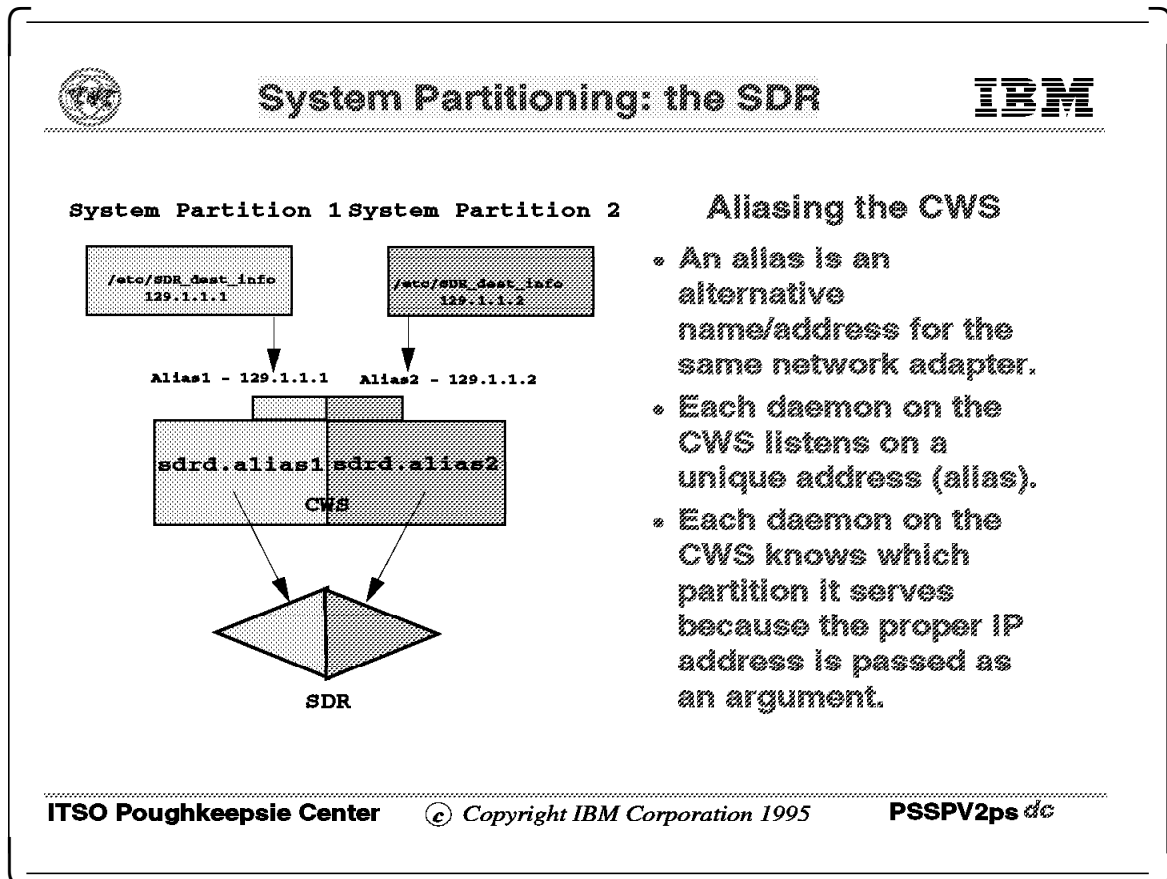 System Partitioning: the SDR
IBM
System Partition 1
System Partition 2
/etc/SDR_dest_info
129.1.1.1
/etc/SDR_dest_info
129.1.1.2
Alias1 - 129.1.1.1
Alias2 - 129.1.1.2
sdrd.alias1
sdrd.alias2
CWS
SDR
Aliasing the CWS
• An alias is an
alternative
name/address for the
same network adapter.
• Each daemon on the
CWS listens on a
unique address (alias).
• Each daemon on the
CWS knows which
partition it serves
because the proper IP
address is passed as
an argument.
ITSO Poughkeepsie Center
© Copyright IBM Corporation 1995
PSSPV2ps dc